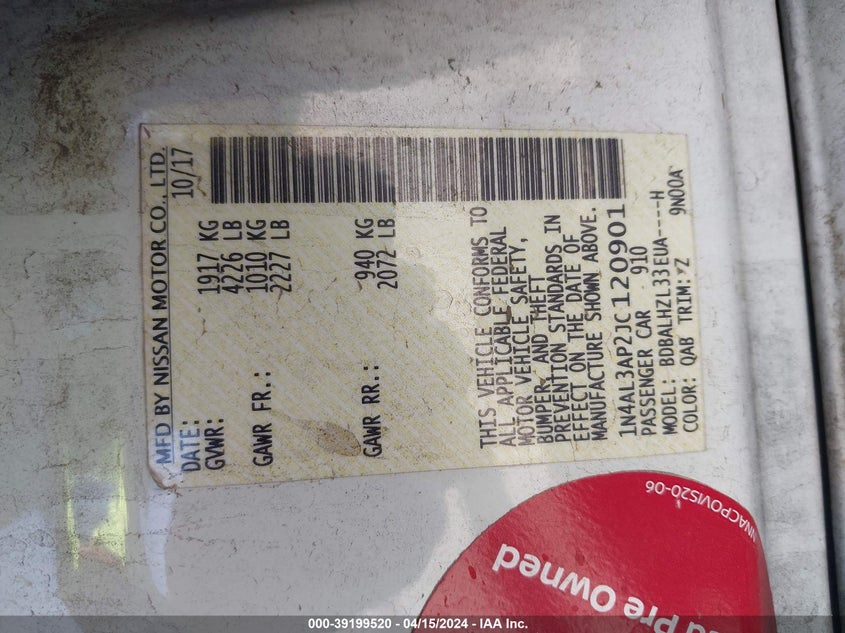 MFD BY NISSAN MOTOR CO., LTD.
DATE: 10/17
GVWR: 1917 KG
4226 LB
GAWR FR.: 1010 KG
2227 LB
GAWR RR.: 940 KG
2072 LB
THIS VEHICLE CONFORMS TO
ALL APPLICABLE FEDERAL
MOTOR VEHICLE SAFETY,
BUMPER, AND THEFT
PREVENTION STANDARDS IN
EFFECT ON THE DATE OF
MANUFACTURE SHOWN ABOVE.
1N4AL3AP2JC120901
PASSENGER CAR 910
MODEL: BDBALHZL33EUA----H
COLOR: QAB TRIM: Z 9N00A
NNACPOVIS20-06
Pre Owned
000-39199520 - 04/15/2024 - IAA Inc.